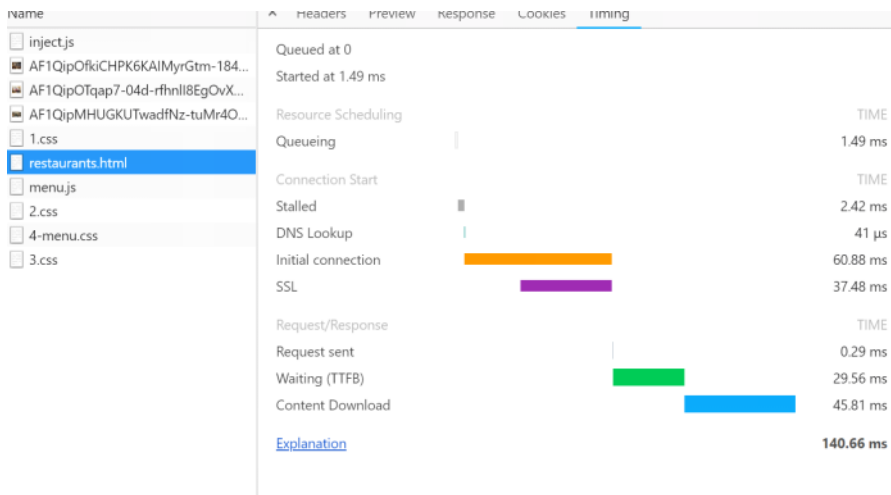 Name
× Headers Preview Response Cookies Timing
inject.js
AF1QipOfkiCHPK6KAIMyrGtm-184...
AF1QipOTqap7-04d-rfhnlI8EgOvX...
AF1QipMHUGKUTwadfNz-tuMr4O...
1.css
restaurants.html
menu.js
2.css
4-menu.css
3.css
Queued at 0
Started at 1.49 ms
Resource Scheduling TIME
Queueing 1.49 ms
Connection Start TIME
Stalled 2.42 ms
DNS Lookup 41 µs
Initial connection 60.88 ms
SSL 37.48 ms
Request/Response TIME
Request sent 0.29 ms
Waiting (TTFB) 29.56 ms
Content Download 45.81 ms
Explanation 140.66 ms